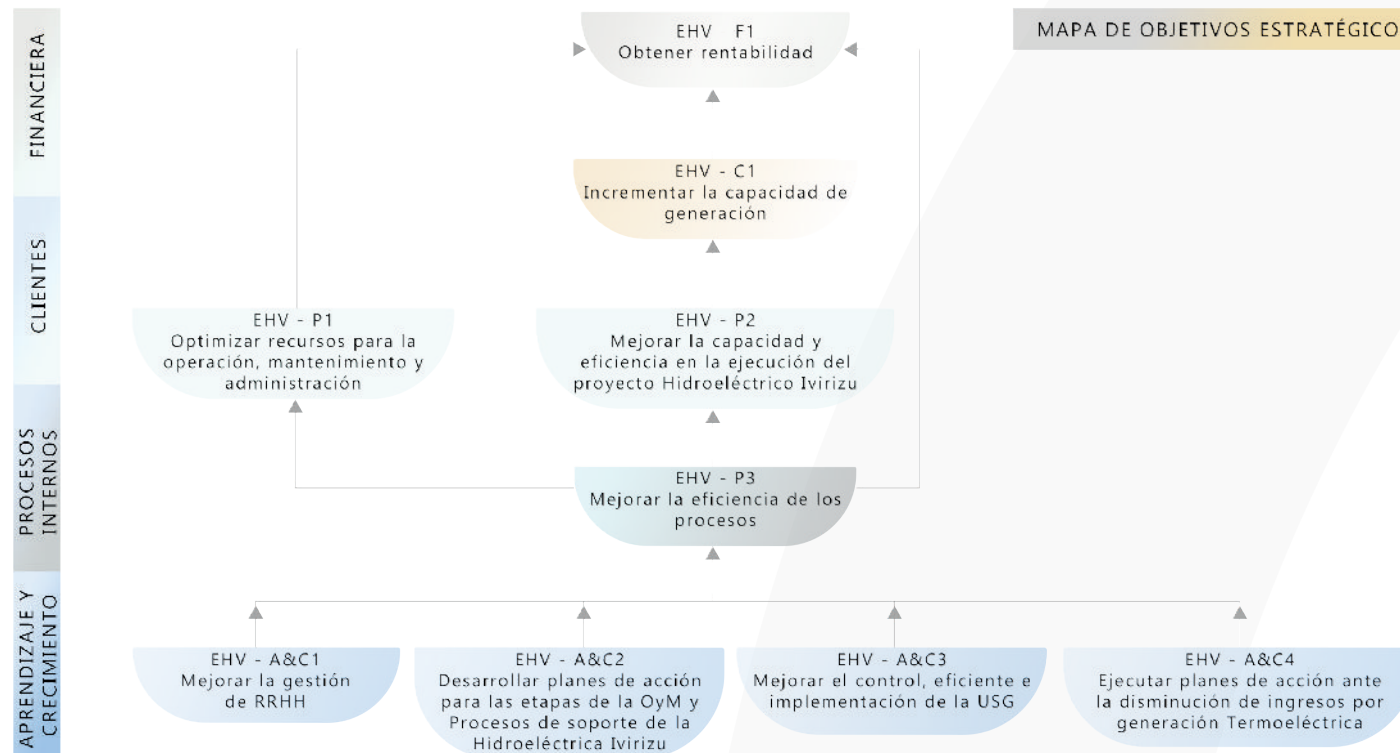 MAPA DE OBJETIVOS ESTRATÉGICO
FINANCIERA
EHV F1
Obtener rentabilidad
EHV - C1
Incrementar la capacidad de
generación
CLIENTES
EHV - P1
Optimizar recursos para la
operación, mantenimiento y
administración
EHV - P2
Mejorar la capacidad y
eficiencia en la ejecución del
proyecto Hidroeléctrico Ivirizu
PROCESOS
INTERNOS
EHV - P3
Mejorar la eficiencia de los
procesos
APRENDIZAJE Y
CRECIMIENTO
EHV - A&C1
Mejorar la gestión
de RRHH
EHV - A&C2
Desarrollar planes de acción
para las etapas de la OyM y
Procesos de soporte de la
Hidroeléctrica Ivirizu
EHV - A&C3
Mejorar el control, eficiente e
implementación de la USG
EHV - A&C4
Ejecutar planes de acción ante
la disminución de ingresos por
generación Termoeléctrica